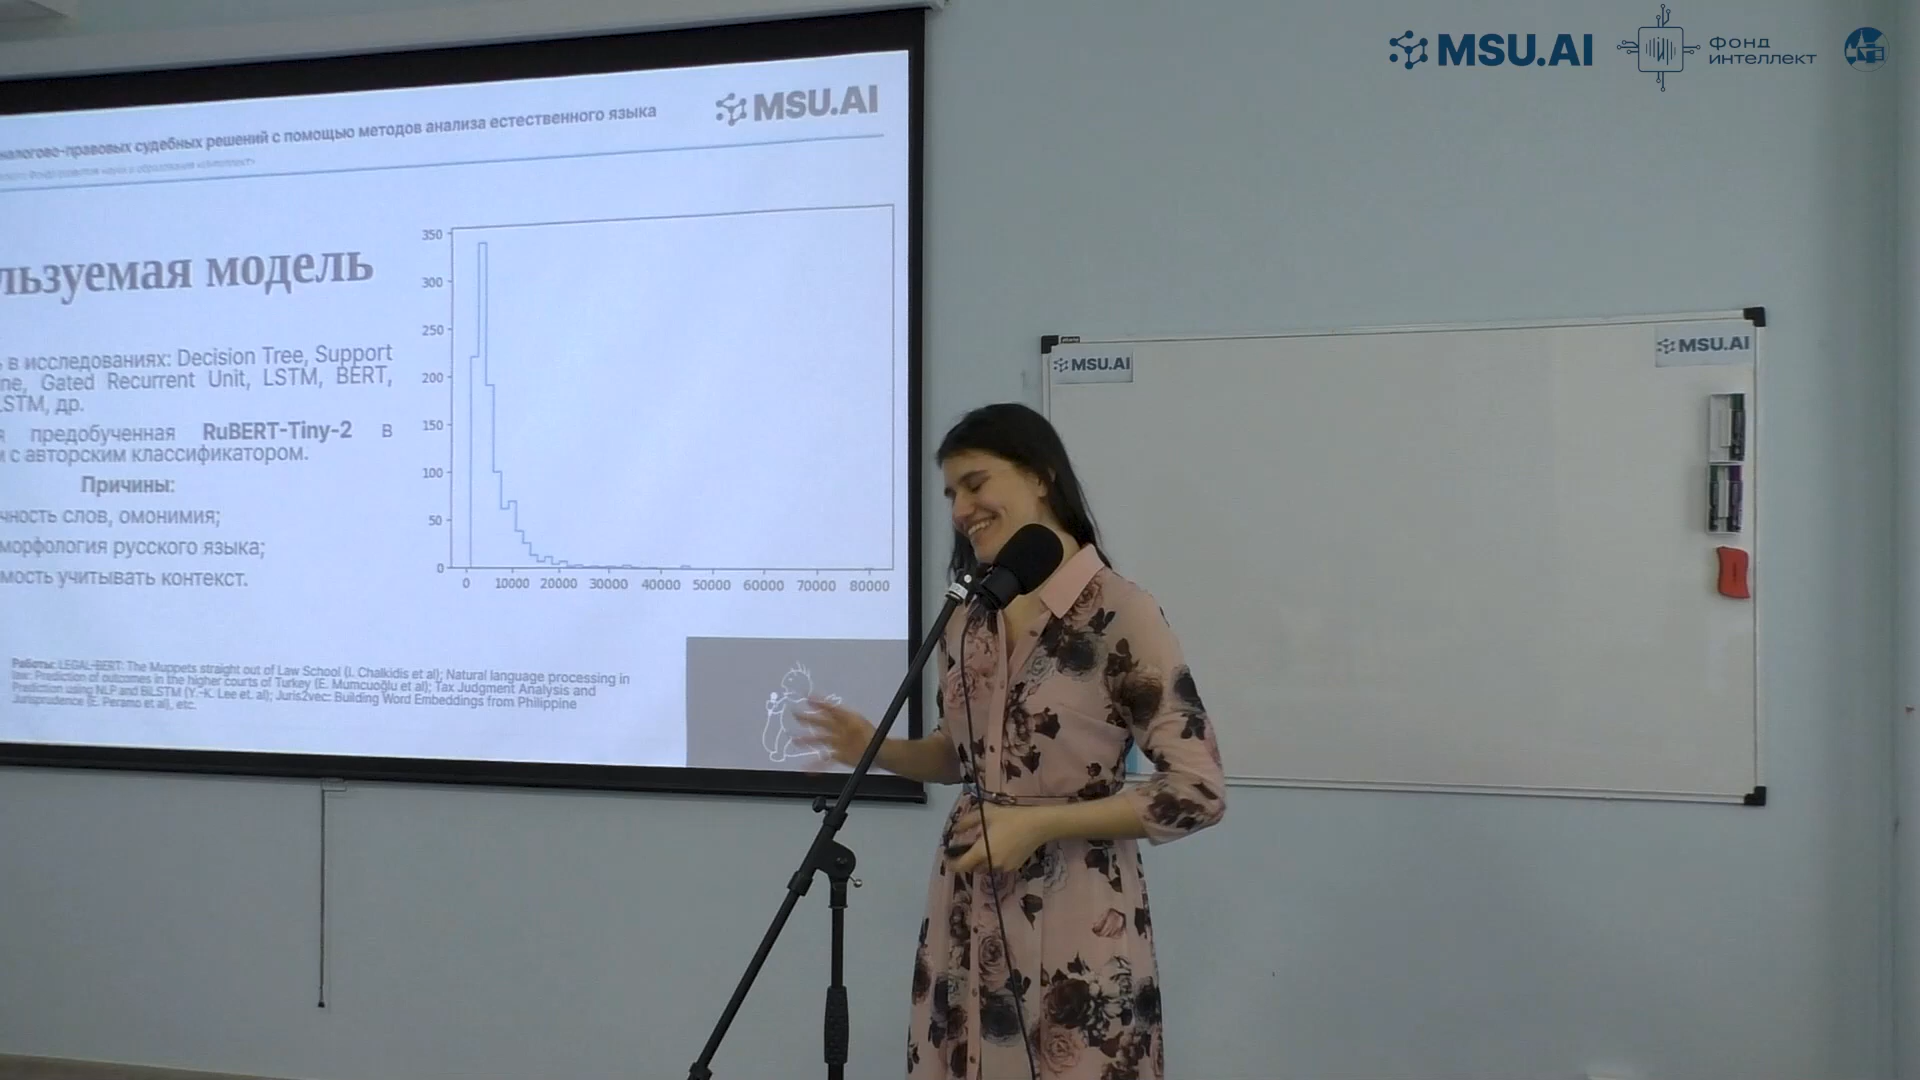 MSU.AI
Фонд
интеллект
MSU.AI
налогово-правовых судебных решений с помощью методов анализа естественного языка
модель
в исследованиях: Decision Tree, Support
Gated Recurrent Unit, LSTM, BERT,
др.
предобученная RuBERT-Tiny-2 в
с авторским классификатором.
Причины:
слов, омонимия;
морфология русского языка;
учитывать контекст.
350
300
250
200
150
100
50
0
0 10000 20000 30000 40000 50000 60000 70000 80000
Работы: LEGAL-BERT: The Muppets straight out of Law School (I. Chalkidis et al); Natural language processing in
law: Prediction of outcomes in the higher courts of Turkey (E. Mumcuoğlu et al); Tax Judgment Analysis and
Prediction using NLP and BiLSTM (Y.-K. Lee et. al); Juris2vec: Building Word Embeddings from Philippine
Jurisprudence (E. Peramo et al), etc.
MSU.AI
MSU.AI